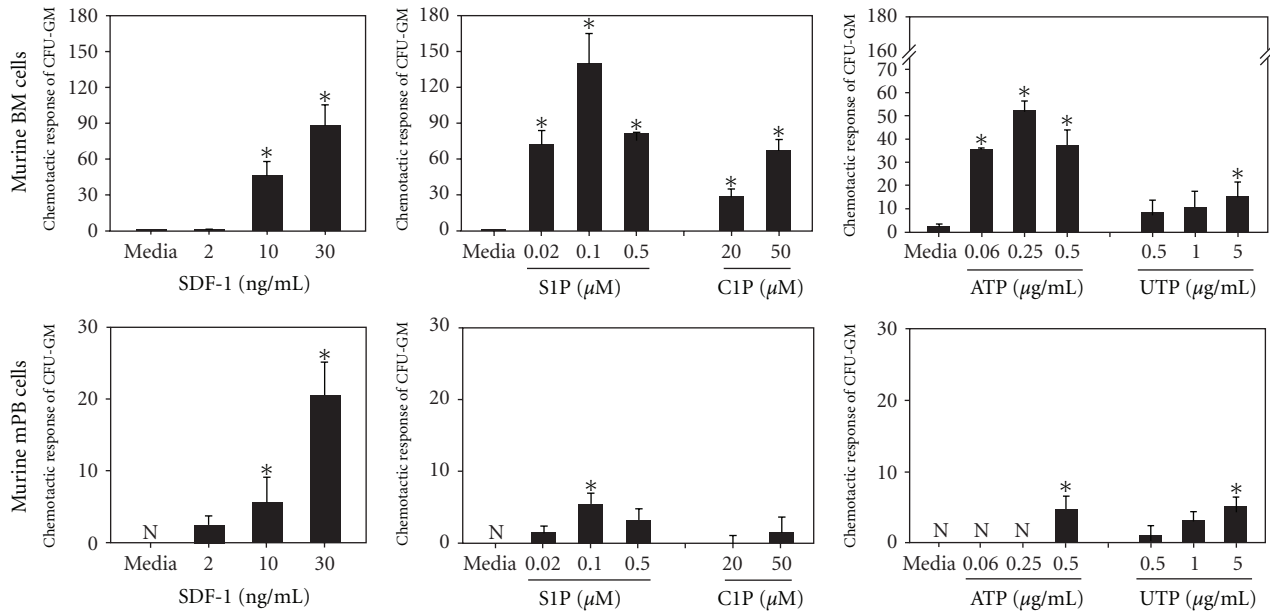 Murine BM cells
Chemotactic response of CFU-GM
180
150
120
90
60
30
0
*
*
Media 2 10 30
SDF-1 (ng/mL)
Chemotactic response of CFU-GM
180
150
120
90
60
30
0
*
*
*
*
*
Media 0.02 0.1 0.5 20 50
S1P (μM) C1P (μM)
Chemotactic response of CFU-GM
180
160
70
60
50
40
30
20
10
0
*
*
*
*
Media 0.06 0.25 0.5 0.5 1 5
ATP (μg/mL) UTP (μg/mL)
Murine mPB cells
Chemotactic response of CFU-GM
30
20
10
0
N
*
*
Media 2 10 30
SDF-1 (ng/mL)
Chemotactic response of CFU-GM
30
20
10
0
N
*
Media 0.02 0.1 0.5 20 50
S1P (μM) C1P (μM)
Chemotactic response of CFU-GM
30
20
10
0
N N N
*
*
Media 0.06 0.25 0.5 0.5 1 5
ATP (μg/mL) UTP (μg/mL)